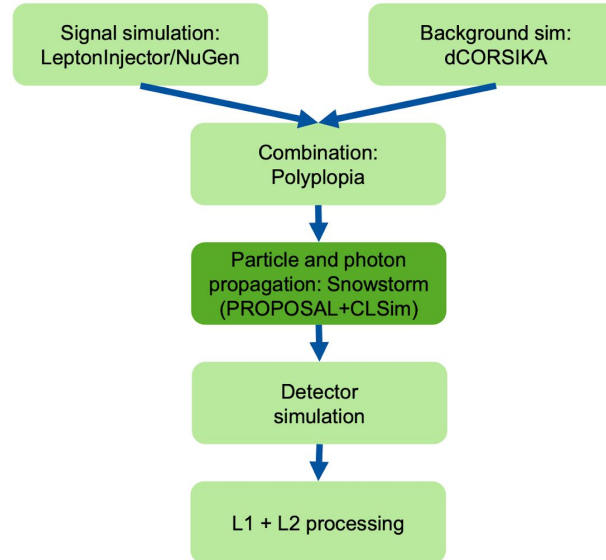 Signal simulation:
LeptonInjector/NuGen
Background sim:
dCORSIKA
Combination:
Polyplopia
Particle and photon
propagation: Snowstorm
(PROPOSAL+CLSim)
Detector
simulation
L1 + L2 processing